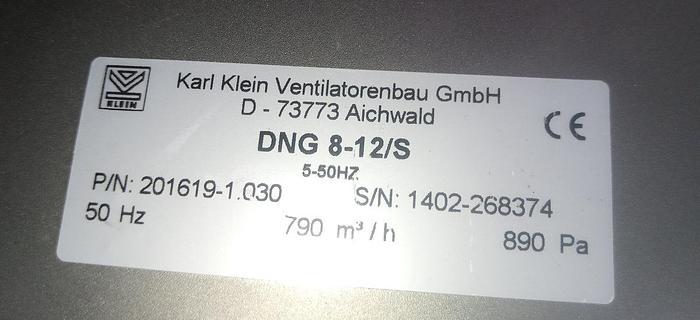 KLEIN
Karl Klein Ventilatorenbau GmbH
D - 73773 Aichwald
CE
DNG 8-12/S
5-50HZ.
P/N: 201619-1.030 S/N: 1402-268374
50 Hz 790 m³/h 890 Pa